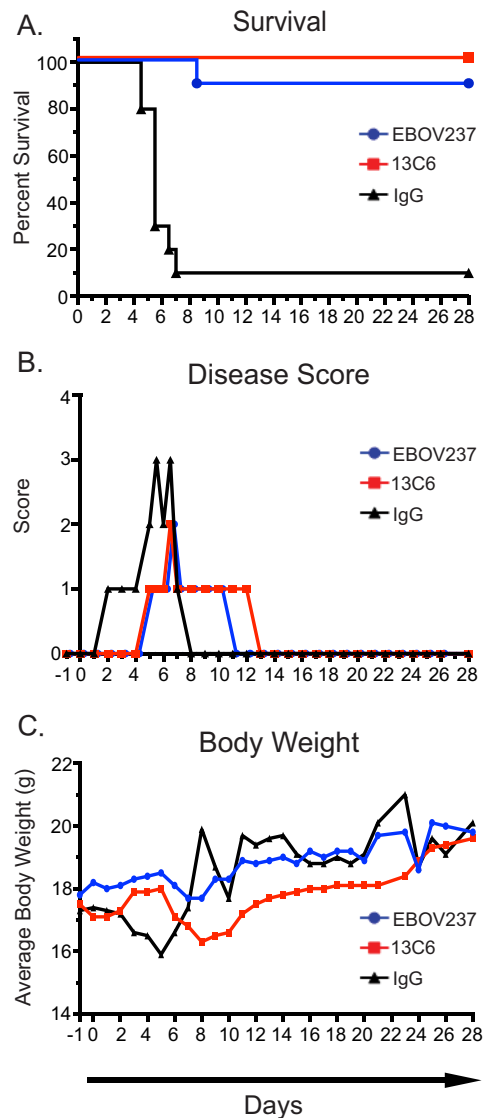 A.
Survival
Percent Survival
100
80
60
40
20
0
EBOV237
13C6
IgG
0 2 4 6 8 10 12 14 16 18 20 22 24 26 28
B.
Disease Score
Score
4
3
2
1
0
EBOV237
13C6
IgG
-1 0 2 4 6 8 10 12 14 16 18 20 22 24 26 28
C.
Body Weight
Average Body Weight (g)
22
20
18
16
14
EBOV237
13C6
IgG
-1 0 2 4 6 8 10 12 14 16 18 20 22 24 26 28
Days